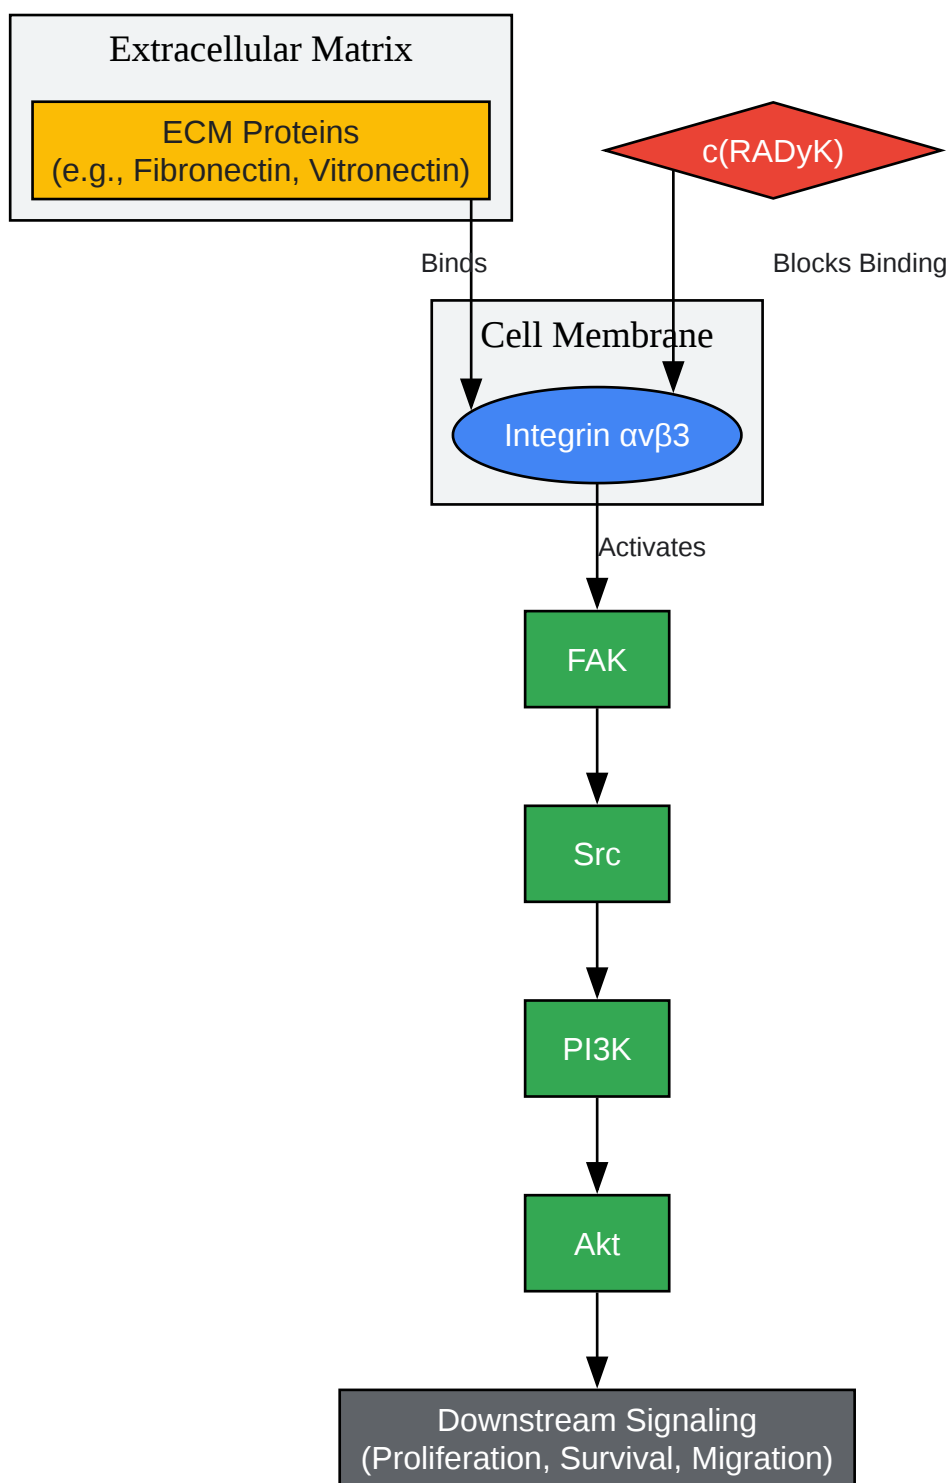 Extracellular Matrix
ECM Proteins
(e.g., Fibronectin, Vitronectin)
c(RADyK)
Binds
Blocks Binding
Cell Membrane
Integrin αvβ3
Activates
FAK
Src
PI3K
Akt
Downstream Signaling
(Proliferation, Survival, Migration)